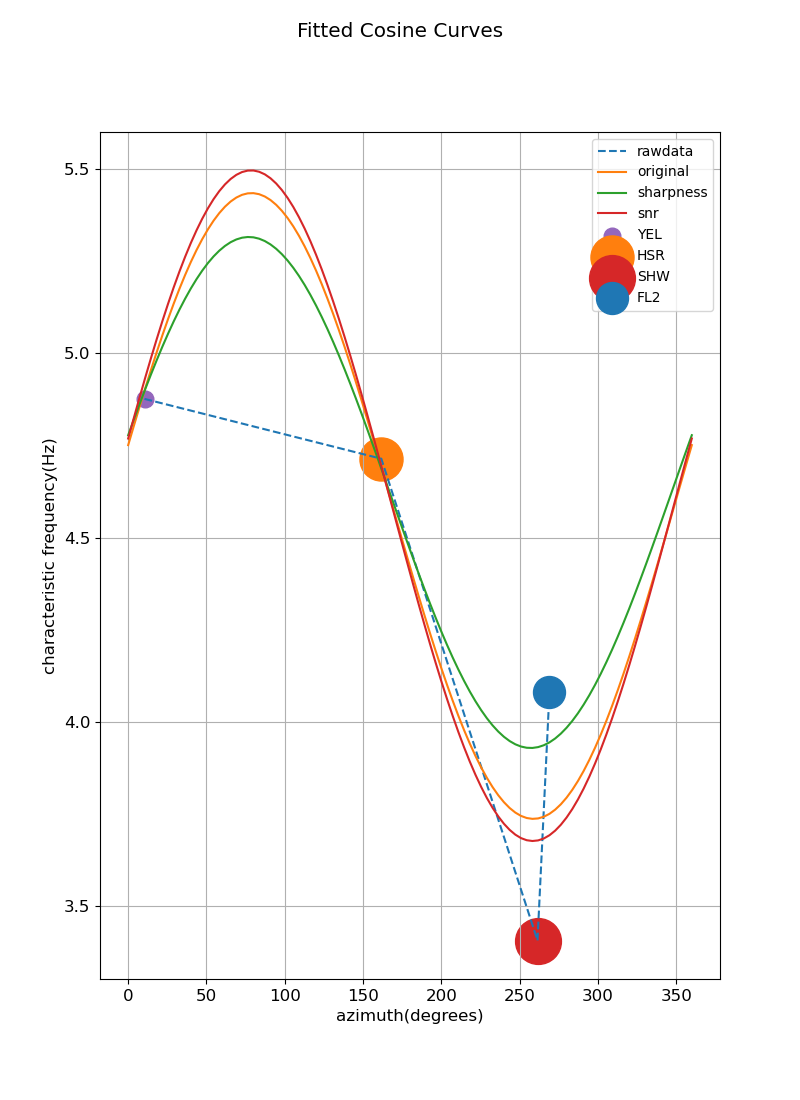 Fitted Cosine Curves
rawdata
original
sharpness
snr
YEL
HSR
SHW
FL2
characteristic frequency(Hz)
5.5
5.0
4.5
4.0
3.5
0 50 100 150 200 250 300 350
azimuth(degrees)